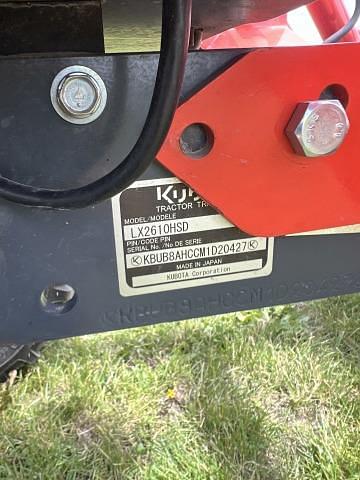 Kub
TRACTOR TR
MODEL/MODELE
LX2610HSD
PIN/CODE PIN
SERIAL No./No DE SERIE
KBUB8AHCCM1D20427
MADE IN JAPAN
KUBOTA Corporation